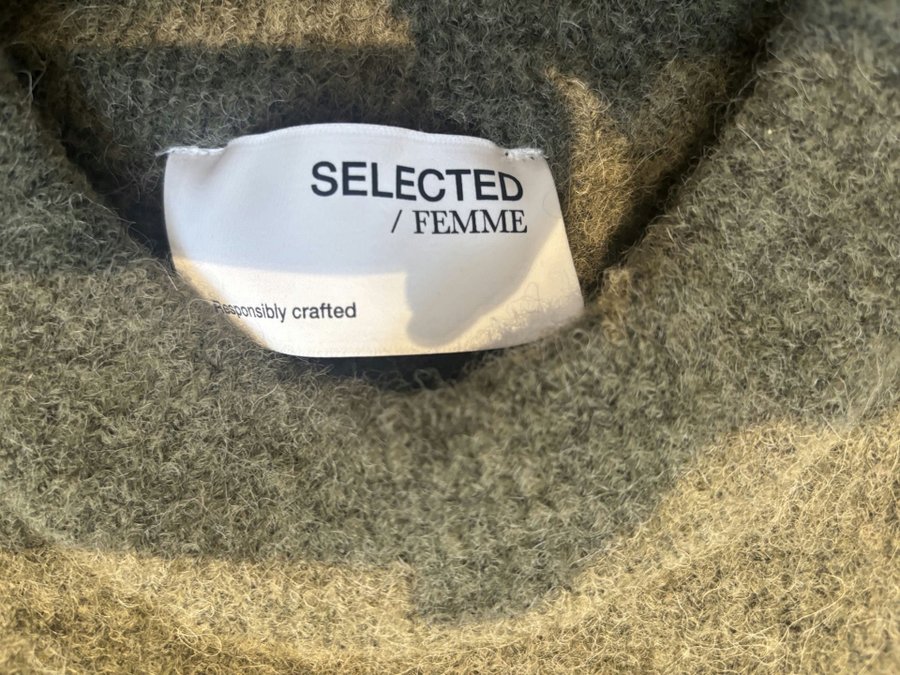 SELECTED
/ FEMME
Responsibly crafted